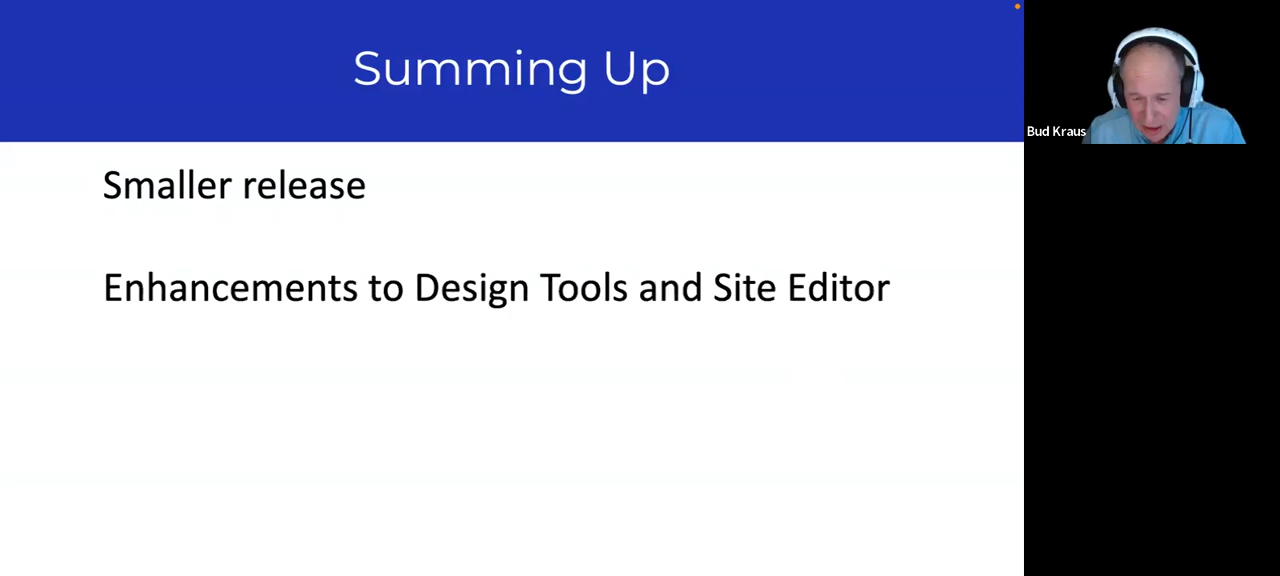 Summing Up
Bud Kraus
Smaller release
Enhancements to Design Tools and Site Editor